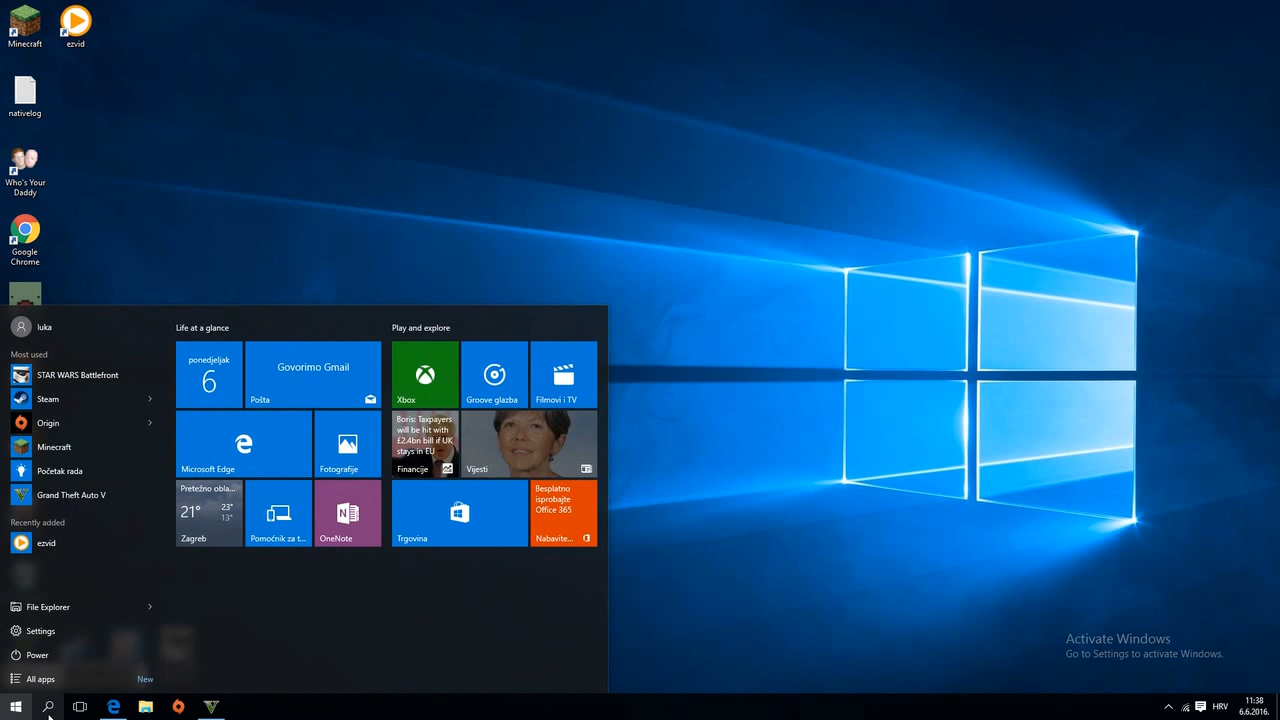 Minecraft
ezvid
nativelog
Who's Your
Daddy
Google
Chrome
luka
Most used
STAR WARS Battlefront
Steam
Origin
Minecraft
Početak rada
Grand Theft Auto V
Recently added
ezvid
File Explorer
Settings
Power
All apps
New
Life at a glance
ponedjeljak
6
Govorimo Gmail
Pošta
Microsoft Edge
Fotografije
Pretežno obla...
21°
23°
13°
Zagreb
Pomoćnik za t...
OneNote
Play and explore
Xbox
Groove glazba
Filmovi i TV
Boris: Taxpayers
will be hit with
£2.4bn bill if UK
stays in EU
Financije
Vijesti
Trgovina
Besplatno
isprobajte
Office 365
Nabavite...
Activate Windows
Go to Settings to activate Windows.
HRV
11:38
6.6.2016.